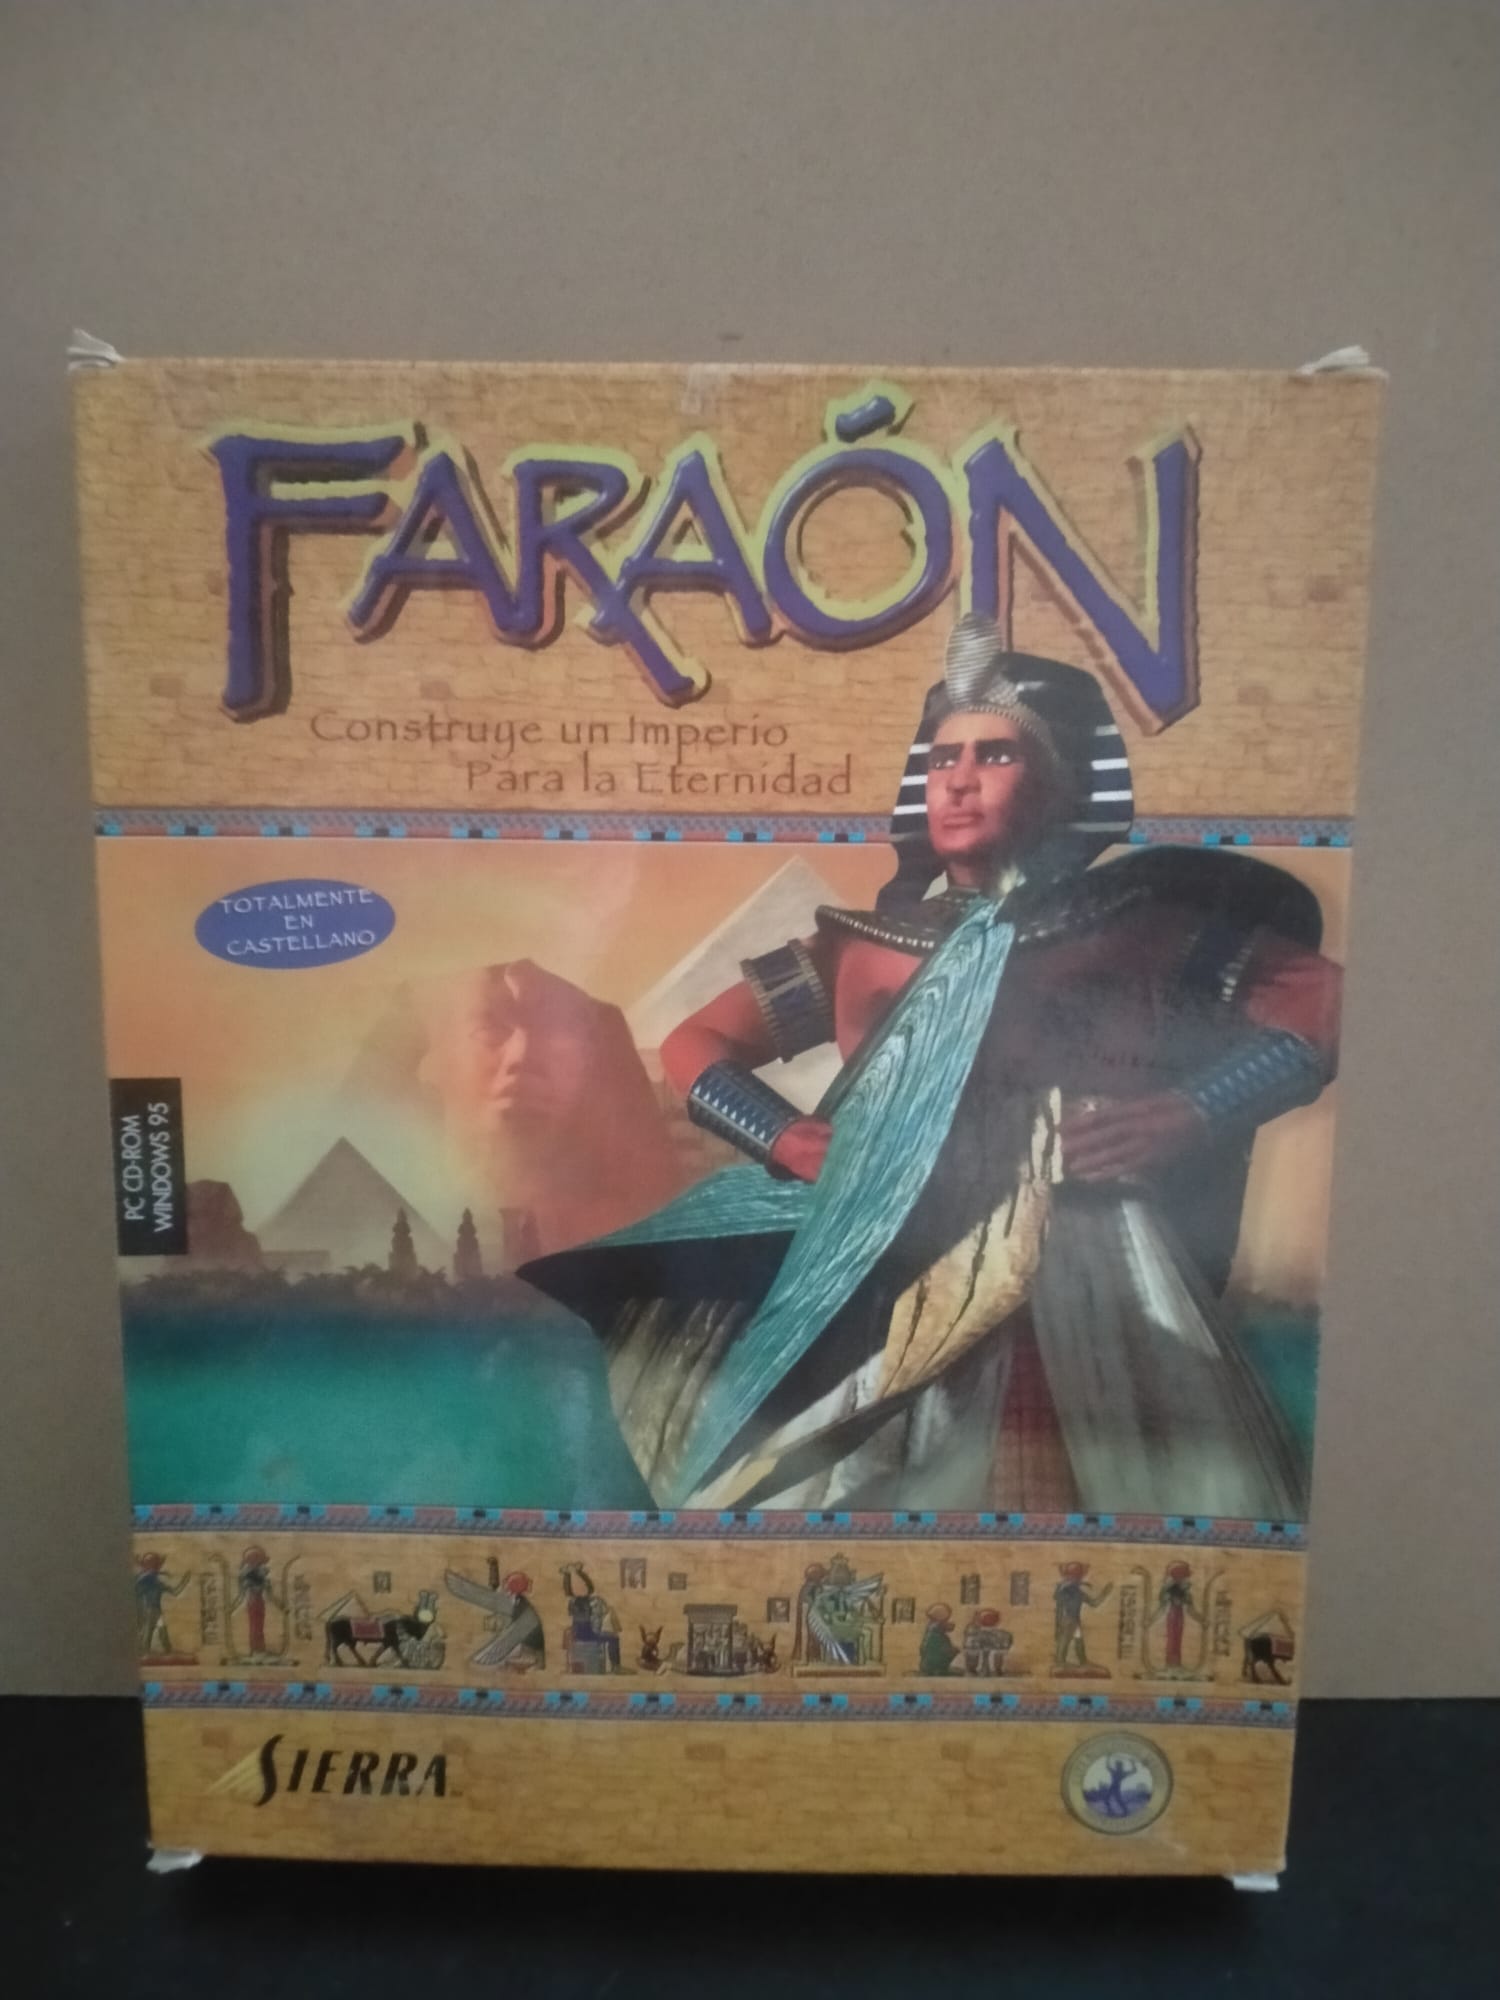 FARAÓN
Construye un Imperio
Para la Eternidad
TOTALMENTE
EN
CASTELLANO
PC CD-ROM
WINDOWS 95
SIERRA